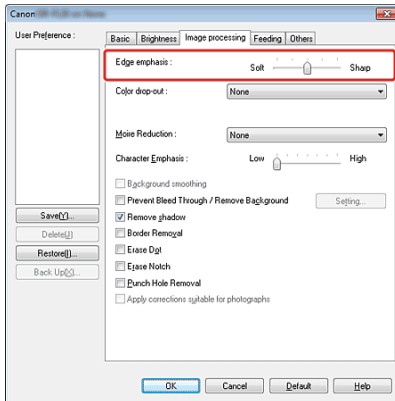 Canon
User Preference :
Basic Brightness Image processing Feeding Others
Edge emphasis :
Soft Sharp
Color drop-out : None
Moire Reduction : None
Character Emphasis : Low High
Background smoothing
Prevent Bleed Through / Remove Background Setting...
Save(Y)... Remove shadow
Delete(J) Border Removal
Restore(I)... Erase Dot
Erase Notch
Back Up(X)... Punch Hole Removal
Apply corrections suitable for photographs
OK Cancel Default Help